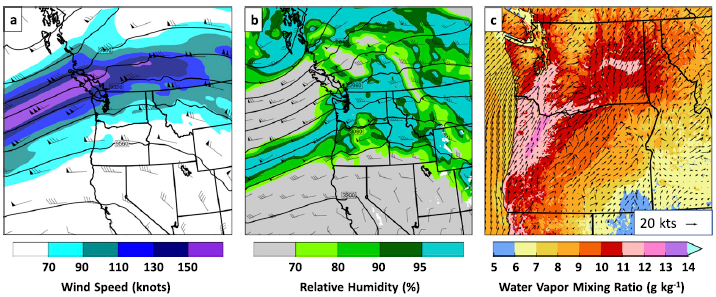 a
b
c
20 kts
70 90 110 130 150
70 80 90 95
5 6 7 8 9 10 11 12 13 14
Wind Speed (knots)
Relative Humidity (%)
Water Vapor Mixing Ratio (g kg-1)